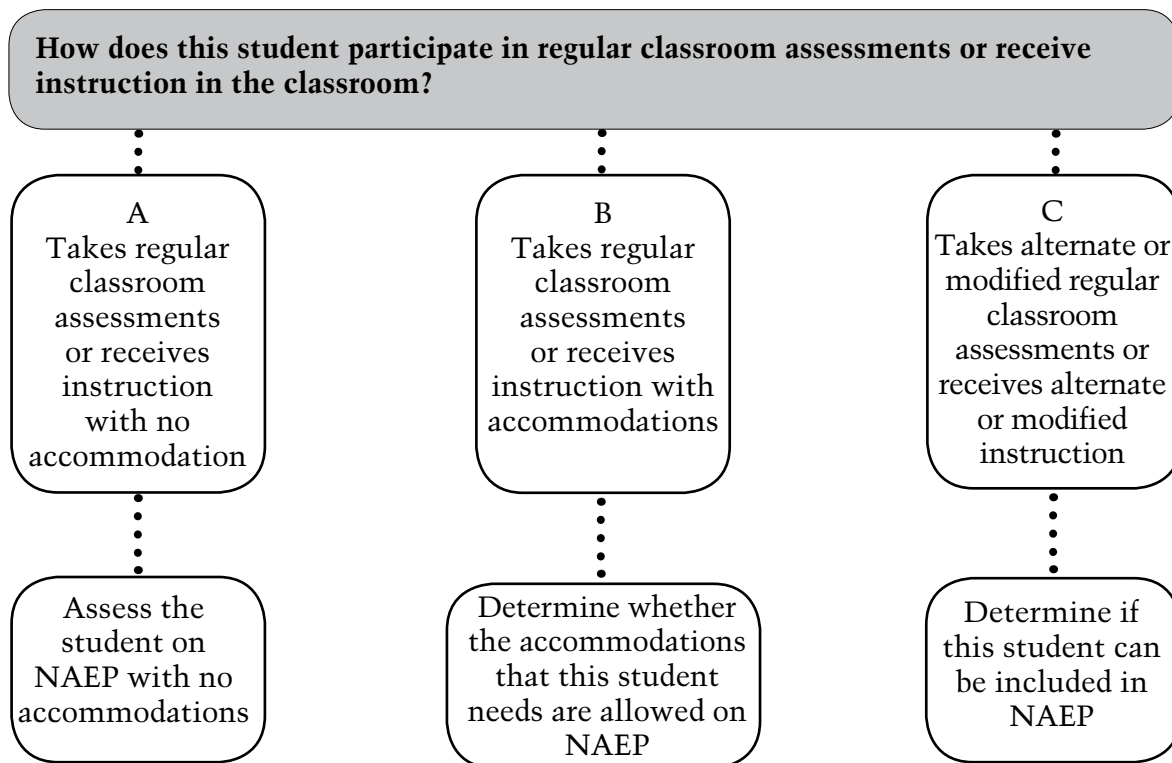 How does this student participate in regular classroom assessments or receive
instruction in the classroom?
A
Takes regular
classroom
assessments
or receives
instruction
with no
accommodation
B
Takes regular
classroom
assessments
or receives
instruction with
accommodations
C
Takes alternate or
modified regular
classroom
assessments or
receives alternate
or modified
instruction
Assess the
student on
NAEP with no
accommodations
Determine whether
the accommodations
that this student
needs are allowed on
NAEP
Determine if
this student can
be included in
NAEP